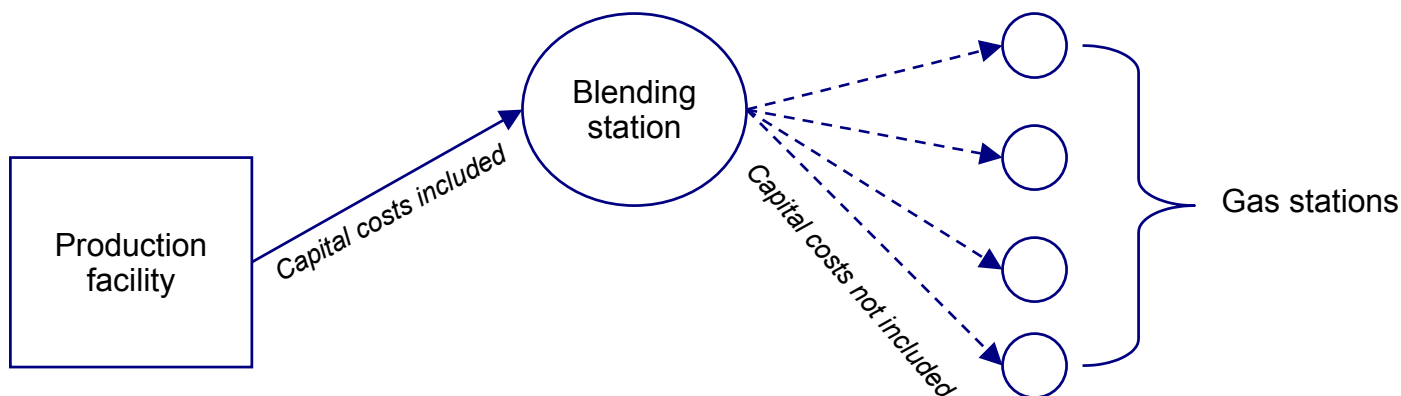 Production
facility
Capital costs included
Blending
station
Capital costs not included
Gas stations